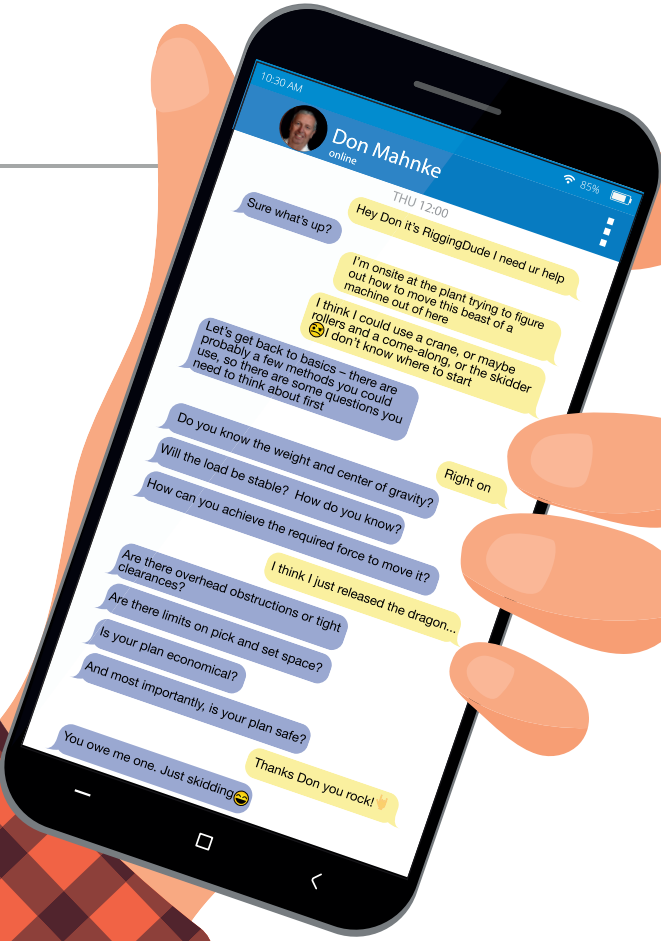 10:30 AM
85%
Don Mahnke
online
THU 12:00
Hey Don it's RiggingDude I need ur help
Sure what's up?
I'm onsite at the plant trying to figure
out how to move this beast of a
machine out of here
I think I could use a crane, or maybe
rollers and a come-along, or the skidder
😕I don't know where to start
Let's get back to basics – there are
probably a few methods you could
use, so there are some questions you
need to think about first
Right on
Do you know the weight and center of gravity?
Will the load be stable?  How do you know?
How can you achieve the required force to move it?
I think I just released the dragon...
Are there overhead obstructions or tight
clearances?
Are there limits on pick and set space?
Is your plan economical?
And most importantly, is your plan safe?
Thanks Don you rock!🤘
You owe me one. Just skidding😄